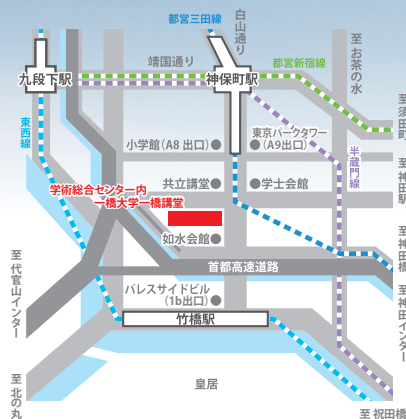 都営三田線
白山通り
至 お茶の水
靖国通り
都営新宿線
九段下駅
神保町駅
至 須田町
東西線
小学館(A8 出口)
東京パークタワー
(A9出口)
半蔵門線
至 神田駅
共立講堂
学士会館
学術総合センター内
一橋大学一橋講堂
如水会館
至 神田橋
至 代官山インター
首都高速道路
至 神田インター
パレスサイドビル
(1b出口)
竹橋駅
至 北の丸
皇居
至 祝田橋